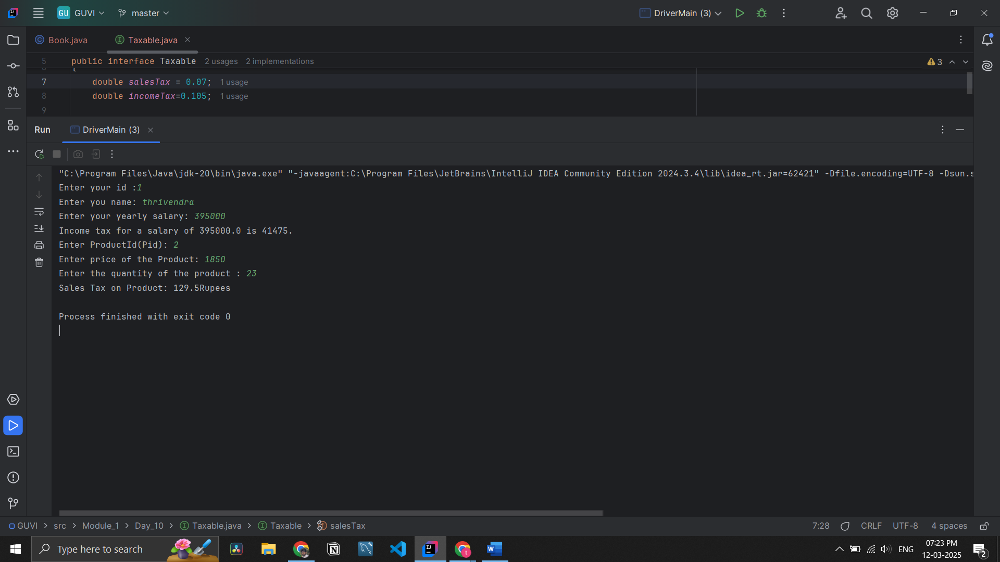 GU GUVI master DriverMain (3)
Book.java Taxable.java
5 public interface Taxable 2 usages 2 implementations 3
7 double salesTax = 0.07; 1 usage
8 double incomeTax=0.105; 1 usage
9
Run DriverMain (3)
"C:\Program Files\Java\jdk-20\bin\java.exe" "-javaagent:C:\Program Files\JetBrains\IntelliJ IDEA Community Edition 2024.3.4\lib\idea_rt.jar=62421" -Dfile.encoding=UTF-8 -Dsun.s
Enter your id :1
Enter you name: thrivendra
Enter your yearly salary: 395000
Income tax for a salary of 395000.0 is 41475.
Enter ProductId(Pid): 2
Enter price of the Product: 1850
Enter the quantity of the product : 23
Sales Tax on Product: 129.5Rupees
Process finished with exit code 0
GUVI > src > Module_1 > Day_10 > Taxable.java > Taxable > salesTax 7:28 CRLF UTF-8 4 spaces
Type here to search ENG 07:23 PM
12-03-2025 2